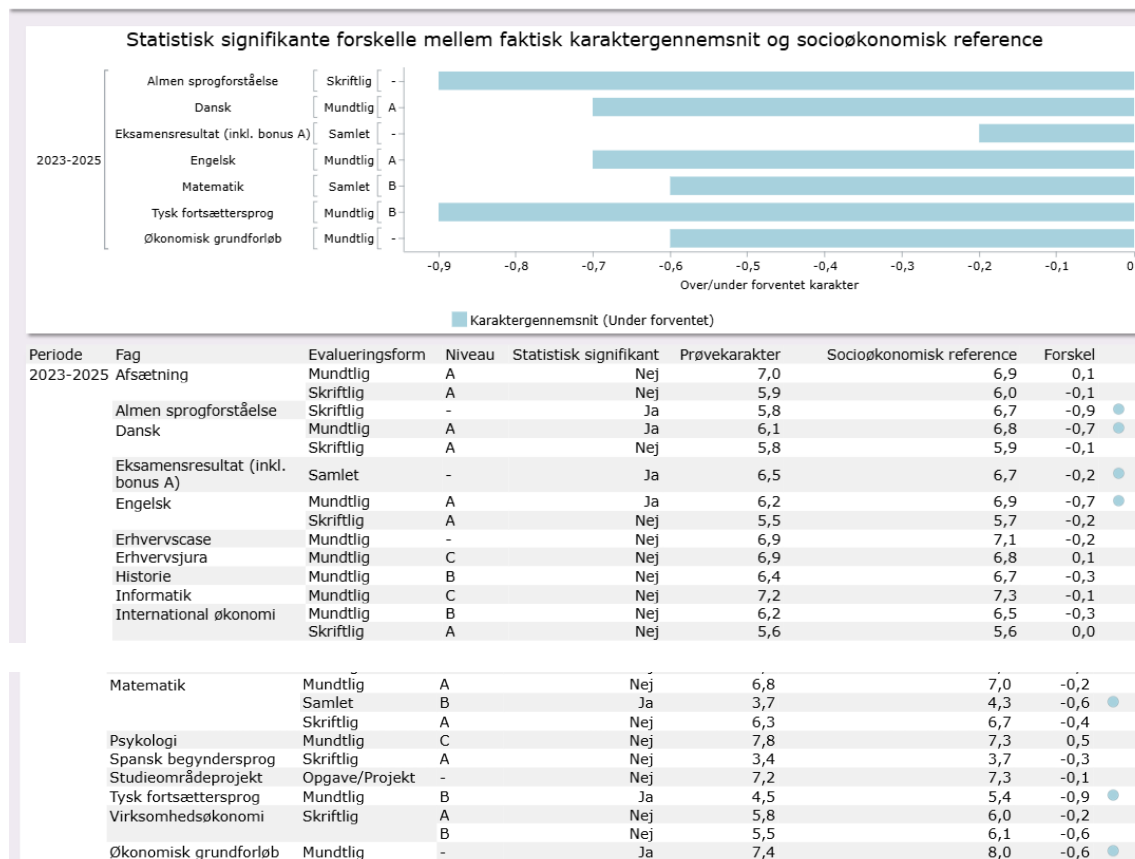 Statistisk signifikante forskelle mellem faktisk karaktergennemsnit og socioøkonomisk reference
2023-2025
Almen sprogforståelse Skriftlig -
Dansk Mundtlig A
Eksamensresultat (inkl. bonus A) Samlet -
Engelsk Mundtlig A
Matematik Samlet B
Tysk fortsættersprog Mundtlig B
Økonomisk grundforløb Mundtlig -
-0,9 -0,8 -0,7 -0,6 -0,5 -0,4 -0,3 -0,2 -0,1 0
Over/under forventet karakter
Karaktergennemsnit (Under forventet)
Periode Fag Evalueringsform Niveau Statistisk signifikant Prøvekarakter Socioøkonomisk reference Forskel
2023-2025 Afsætning Mundtlig A Nej 7,0 6,9 0,1
Skriftlig A Nej 5,9 6,0 -0,1
Almen sprogforståelse Skriftlig - Ja 5,8 6,7 -0,9
Dansk Mundtlig A Ja 6,1 6,8 -0,7
Skriftlig A Nej 5,8 5,9 -0,1
Eksamensresultat (inkl.
bonus A) Samlet - Ja 6,5 6,7 -0,2
Engelsk Mundtlig A Ja 6,2 6,9 -0,7
Skriftlig A Nej 5,5 5,7 -0,2
Erhvervscase Mundtlig - Nej 6,9 7,1 -0,2
Erhvervsjura Mundtlig C Nej 6,9 6,8 0,1
Historie Mundtlig B Nej 6,4 6,7 -0,3
Informatik Mundtlig C Nej 7,2 7,3 -0,1
International økonomi Mundtlig B Nej 6,2 6,5 -0,3
Skriftlig A Nej 5,6 5,6 0,0
Matematik Mundtlig A Nej 6,8 7,0 -0,2
Samlet B Ja 3,7 4,3 -0,6
Skriftlig A Nej 6,3 6,7 -0,4
Psykologi Mundtlig C Nej 7,8 7,3 0,5
Spansk begyndersprog Skriftlig A Nej 3,4 3,7 -0,3
Studieområdeprojekt Opgave/Projekt - Nej 7,2 7,3 -0,1
Tysk fortsættersprog Mundtlig B Ja 4,5 5,4 -0,9
Virksomhedsøkonomi Skriftlig A Nej 5,8 6,0 -0,2
B Nej 5,5 6,1 -0,6
Økonomisk grundforløb Mundtlig - Ja 7,4 8,0 -0,6